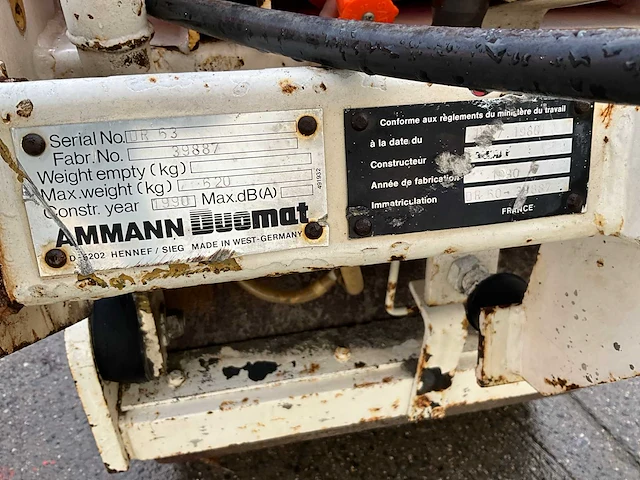 Serial No. DR 63
Fabr. No. 39887
Weight empty (kg)
Max. weight (kg) 620
Constr. year 1990 Max. dB(A)
AMMANN Duomat
D-5202 HENNEF / SIEG MADE IN WEST-GERMANY
Conforme aux règlements du ministère du travail
à la date du
Constructeur
Année de fabrication
Immatriculation
FRANCE